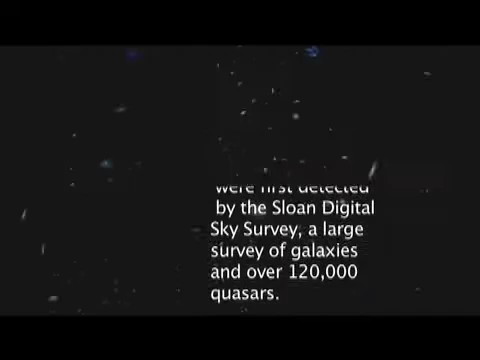 were first detected
by the Sloan Digital
Sky Survey, a large
survey of galaxies
and over 120,000
quasars.